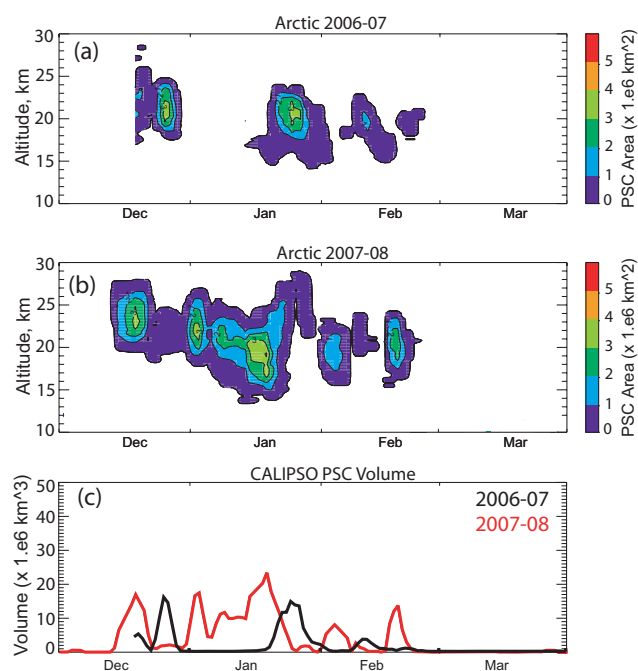 Arctic 2006-07
(a)
Altitude, km
30
25
20
15
10
Dec
Jan
Feb
Mar
PSC Area (x 1.e6 km^2)
5
4
3
2
1
0
Arctic 2007-08
(b)
Altitude, km
30
25
20
15
10
Dec
Jan
Feb
Mar
PSC Area (x 1.e6 km^2)
5
4
3
2
1
0
CALIPSO PSC Volume
(c)
2006-07
2007-08
Volume (x 1.e6 km^3)
50
40
30
20
10
0
Dec
Jan
Feb
Mar